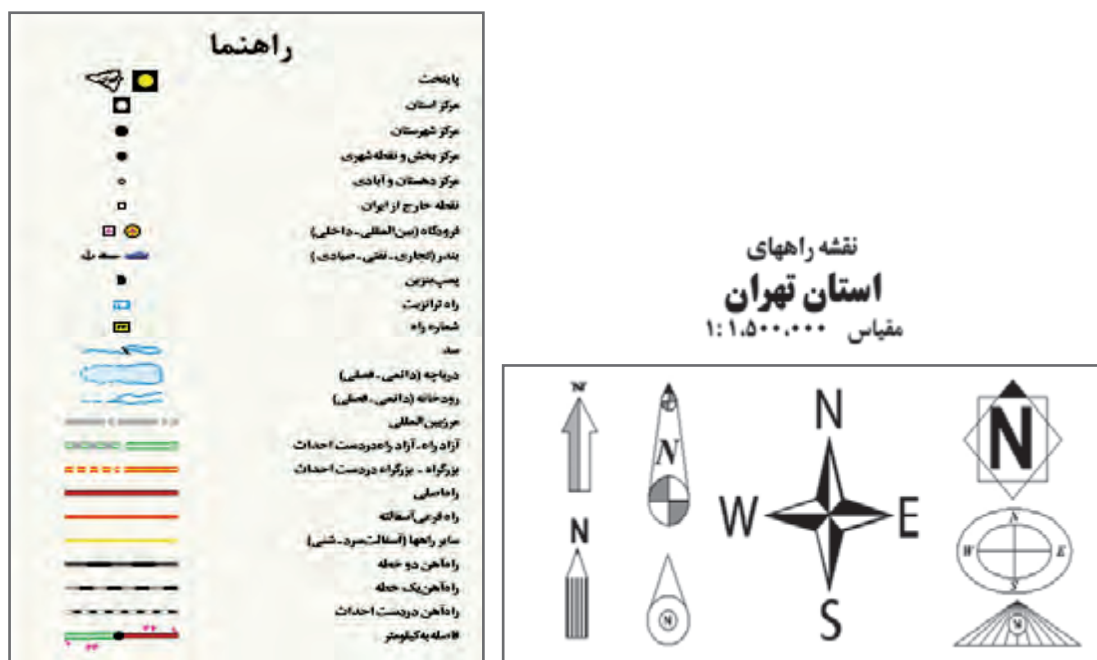 راهنما
پایتخت
مرکز استان
مرکز شهرستان
مرکز بخش و نقطه شهری
مرکز دهستان و آبادی
نقطه خارج از ایران
فرودگاه (بین‌المللی ـ داخلی)
بندر (تجاری ـ نفتی ـ صیادی)
پمپ بنزین
راه ترانزیت
شماره راه
سد
دریاچه (دائمی ـ فصلی)
رودخانه (دائمی ـ فصلی)
مرز بین‌المللی
آزاد راه ـ آزاد راه در دست احداث
بزرگراه ـ بزرگراه در دست احداث
راه اصلی
راه فرعی آسفالته
سایر راهها (آسفالت سرد ـ شنی)
راه‌آهن دو خطه
راه‌آهن یک خطه
راه‌آهن در دست احداث
فاصله به کیلومتر
نقشه راههای
استان تهران
مقیاس ۱:۱،۵۰۰،۰۰۰
N
N
N
W
E
S
N
N
N
N
W
E
S
N